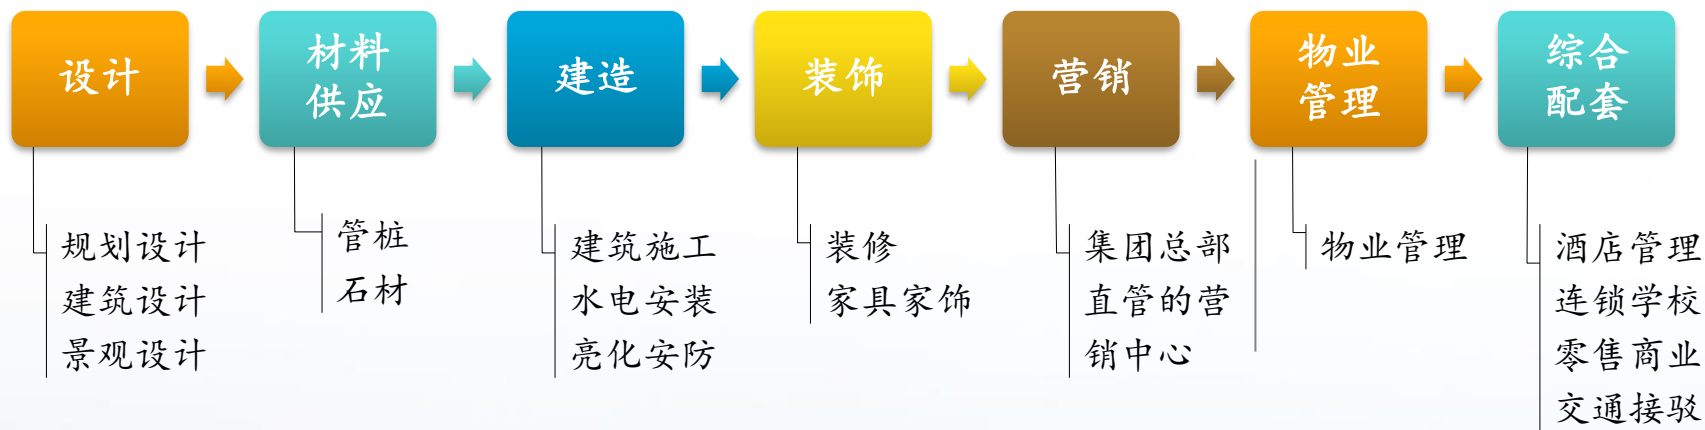 设计
材料
供应
建造
装饰
营销
物业
管理
综合
配套
规划设计
建筑设计
景观设计
管桩
石材
建筑施工
水电安装
亮化安防
装修
家具家饰
集团总部
直管的营
销中心
物业管理
酒店管理
连锁学校
零售商业
交通接驳